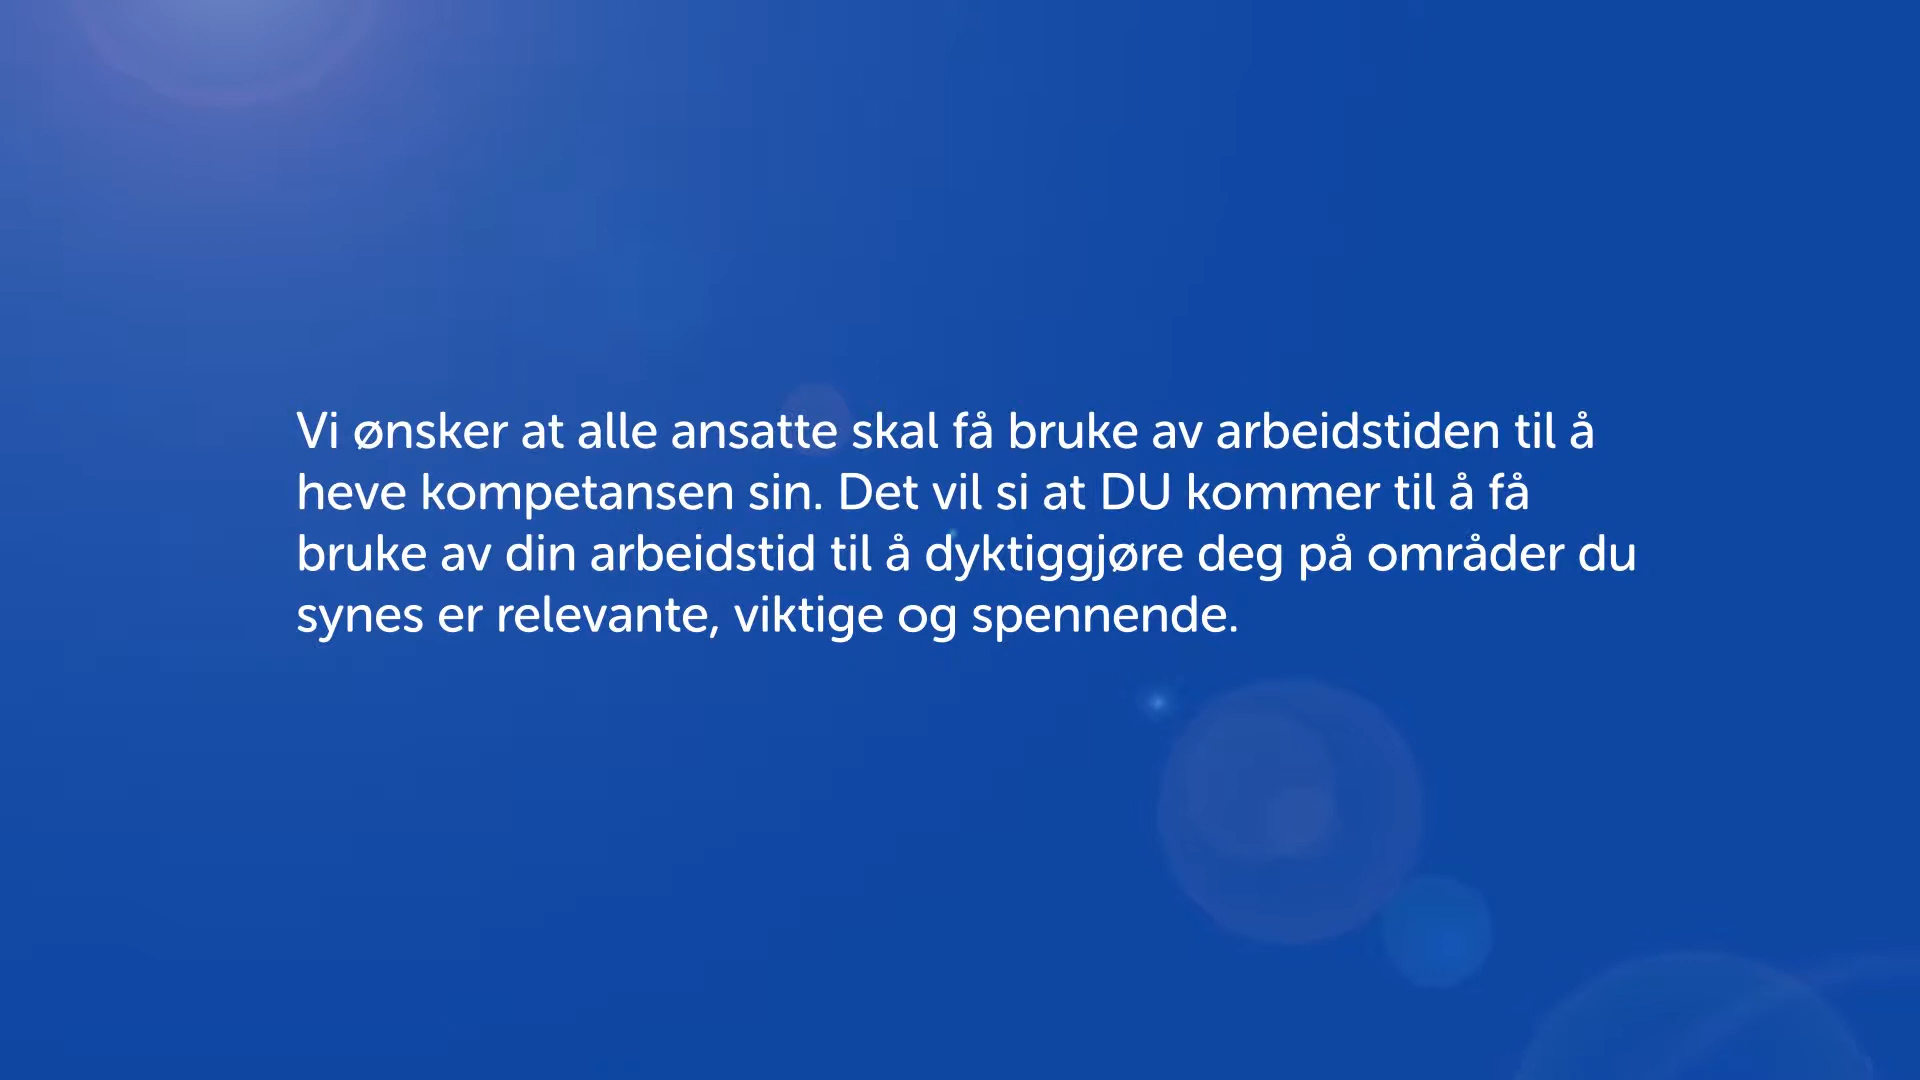 Vi ønsker at alle ansatte skal få bruke av arbeidstiden til å
heve kompetansen sin. Det vil si at DU kommer til å få
bruke av din arbeidstid til å dyktiggjøre deg på områder du
synes er relevante, viktige og spennende.